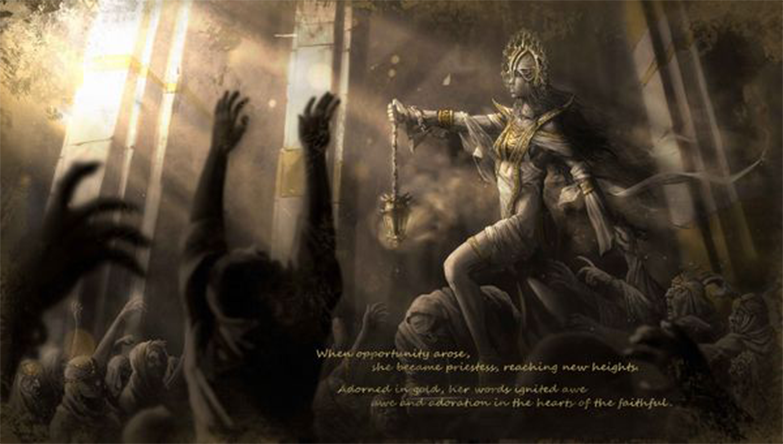 When opportunity arose,
she became priestess, reaching new heights.
Adorned in gold, her words ignited awe
awe and adoration in the hearts of the faithful.